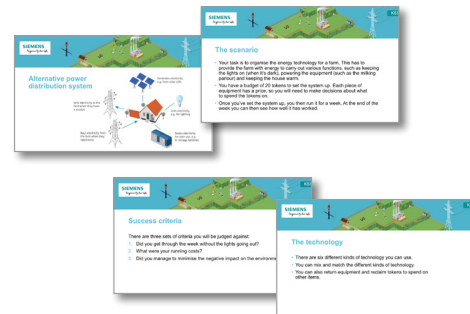 SIEMENS
Ingenuity for life
Alternative power
distribution system
SIEMENS
Ingenuity for life
The scenario
Your task is to organise the energy technology for a farm. This has to
provide the farm with energy to carry out various functions, such as keeping
the lights on (when it's dark), powering the equipment (such as the milking
parlour) and keeping the house warm.
You have a budget of 20 tokens to set the system up. Each piece of
equipment has a price, so you will need to make decisions about what
to spend the tokens on.
Once you've set the system up, you then run it for a week. At the end of
the week you can then see how well it has worked.
SIEMENS
Ingenuity for life
Success criteria
There are three sets of criteria you will be judged against:
1. Did you get through the week without the lights going out?
2. What were your running costs?
3. Did you manage to minimise the negative impact on the
SIEMENS
Ingenuity for life
The technology
There are six different kinds of technology you can use.
You can mix and match the different kinds of technology.
You can also return equipment and reclaim tokens to spend on
other items.